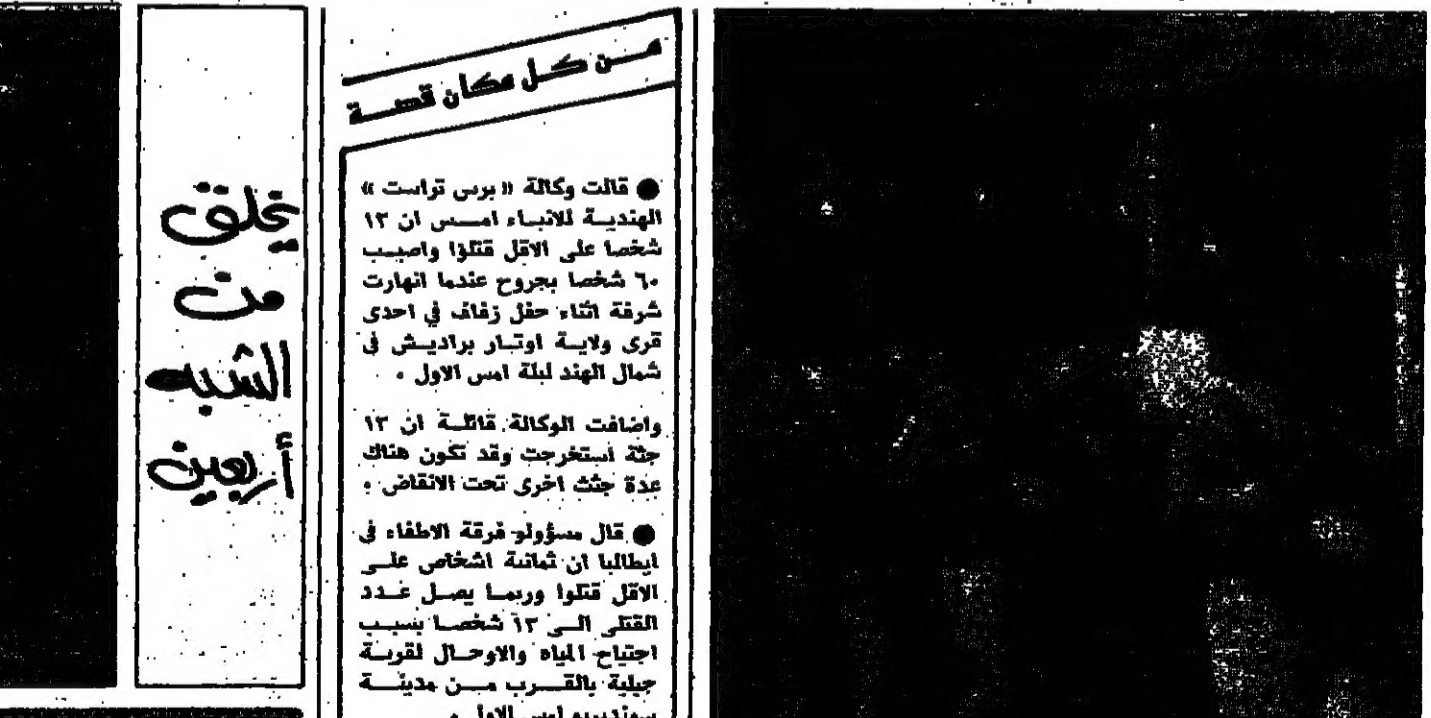 من كل مكان قصة
● قالت وكالة «برس تراست»
الهندية للانباء امس ان ١٣
شخصا على الاقل قتلوا واصيب
٦٠ شخصا بجروح عندما انهارت
شرفة اثناء حفل زفاف في احدى
قرى ولاية اوتار براديش في
شمال الهند ليلة امس الاول .
واضافت الوكالة قائلة ان ١٣
جثة استخرجت وقد تكون هناك
عدة جثث اخرى تحت الانقاض .
● قال مسؤولو فرقة الاطفاء في
ايطاليا ان ثمانية اشخاص على
الاقل قتلوا وربما يصل عدد
القتلى الى ١٣ شخصا بسبب
اجتياح المياه والاوحال لقرية
جبلية بالقرب من مدينة
سوندريو امس الاول .
يخلق
من
الشبه
أربعين